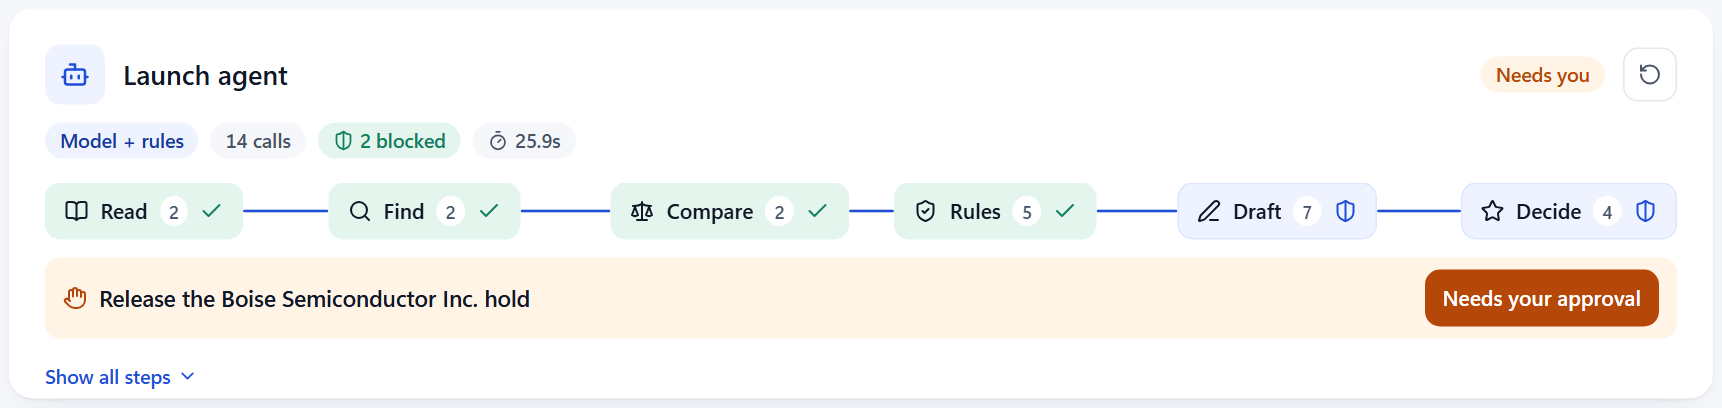 Launch agent
Needs you
Model + rules
14 calls
2 blocked
25.9s
Read 2
Find 2
Compare 2
Rules 5
Draft 7
Decide 4
Release the Boise Semiconductor Inc. hold
Needs your approval
Show all steps